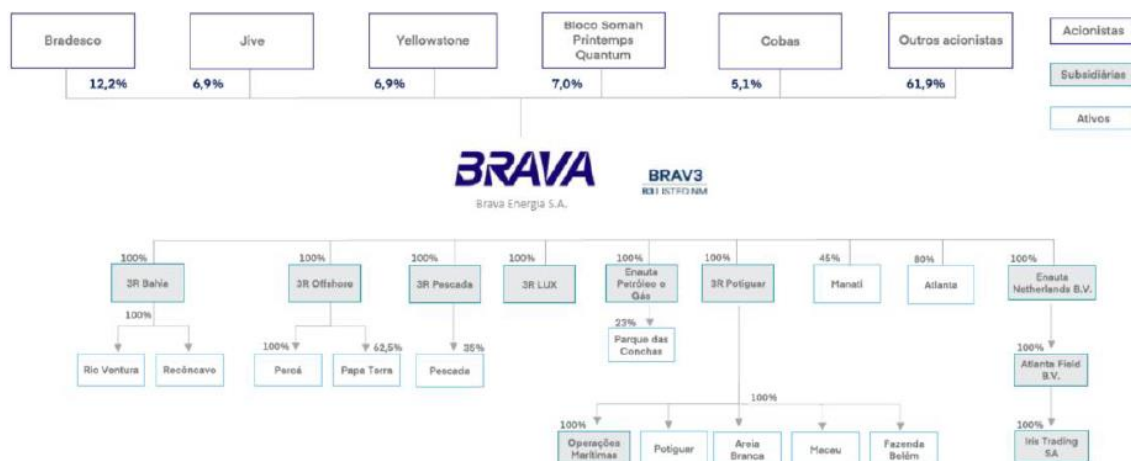 Bradesco
Jive
Yellowstone
Bloco Somah
Printemps
Quantum
Cobas
Outros acionistas
Acionistas
Subsidiárias
Ativos
12,2%
6,9%
6,9%
7,0%
5,1%
61,9%
BRAVA
Brava Energia S.A.
BRAV3
B3 LISTED NM
100%
3R Bahia
100%
3R Offshore
100%
3R Pescada
100%
3R LUX
100%
Enauta
Petróleo e
Gás
100%
3R Potiguar
45%
Manati
80%
Atlanta
100%
Enauta
Netherlands B.V.
100%
Rio Ventura
Recôncavo
100%
Peroá
62,5%
Papa Terra
35%
Pescada
23%
Parque das
Conchas
100%
Atlanta Field
B.V.
100%
100%
Operações
Marítimas
Potiguar
Areia
Branca
Macau
Fazenda
Belém
100%
Iris Trading
SA